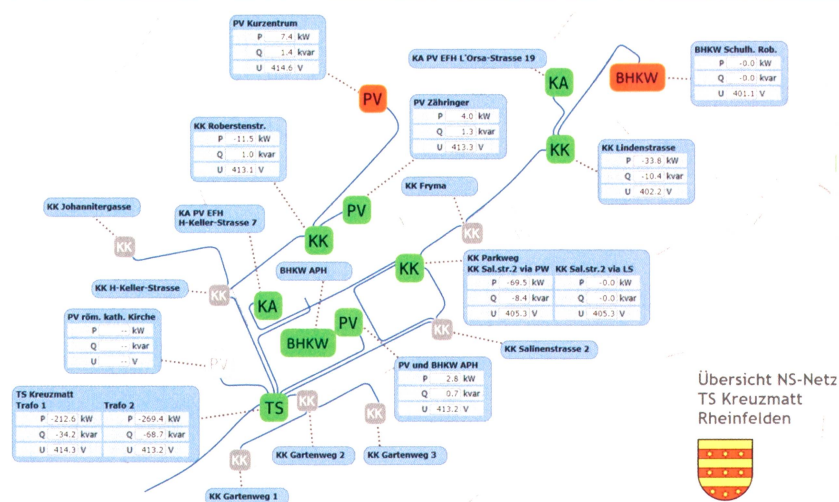 PV Kurzentrum
P 7.4 kW
Q 1.4 kvar
U 414.6 V
PV
KA PV EFH L'Orsa-Strasse 19
KA
BHKW
BHKW Schulh. Rob.
P -0.0 kW
Q -0.0 kvar
U 401.1 V
PV Zähringer
P 4.0 kW
Q 1.3 kvar
U 413.3 V
PV
KK Roberstenstr.
P -11.5 kW
Q 1.0 kvar
U 413.1 V
KK
KK
KK Lindenstrasse
P -33.8 kW
Q -10.4 kvar
U 402.2 V
KK Fryma
KK
KK Johannitergasse
KK
KA PV EFH
H-Keller-Strasse 7
KA
KK H-Keller-Strasse
KK
BHKW APH
BHKW
PV
KK
KK Parkweg
KK Sal.str.2 via PW KK Sal.str.2 via LS
P -69.5 kW P -0.0 kW
Q -8.4 kvar Q -0.0 kvar
U 405.3 V U 405.3 V
KK
KK Salinenstrasse 2
PV röm. kath. Kirche
P -- kW
Q -- kvar
U -- V
PV
PV und BHKW APH
P 2.8 kW
Q 0.7 kvar
U 413.2 V
TS Kreuzmatt
Trafo 1 Trafo 2
P -212.6 kW P -269.4 kW
Q -34.2 kvar Q -68.7 kvar
U 414.3 V U 413.2 V
TS
KK
KK
KK
KK Gartenweg 2
KK Gartenweg 3
KK Gartenweg 1
Übersicht NS-Netz
TS Kreuzmatt
Rheinfelden